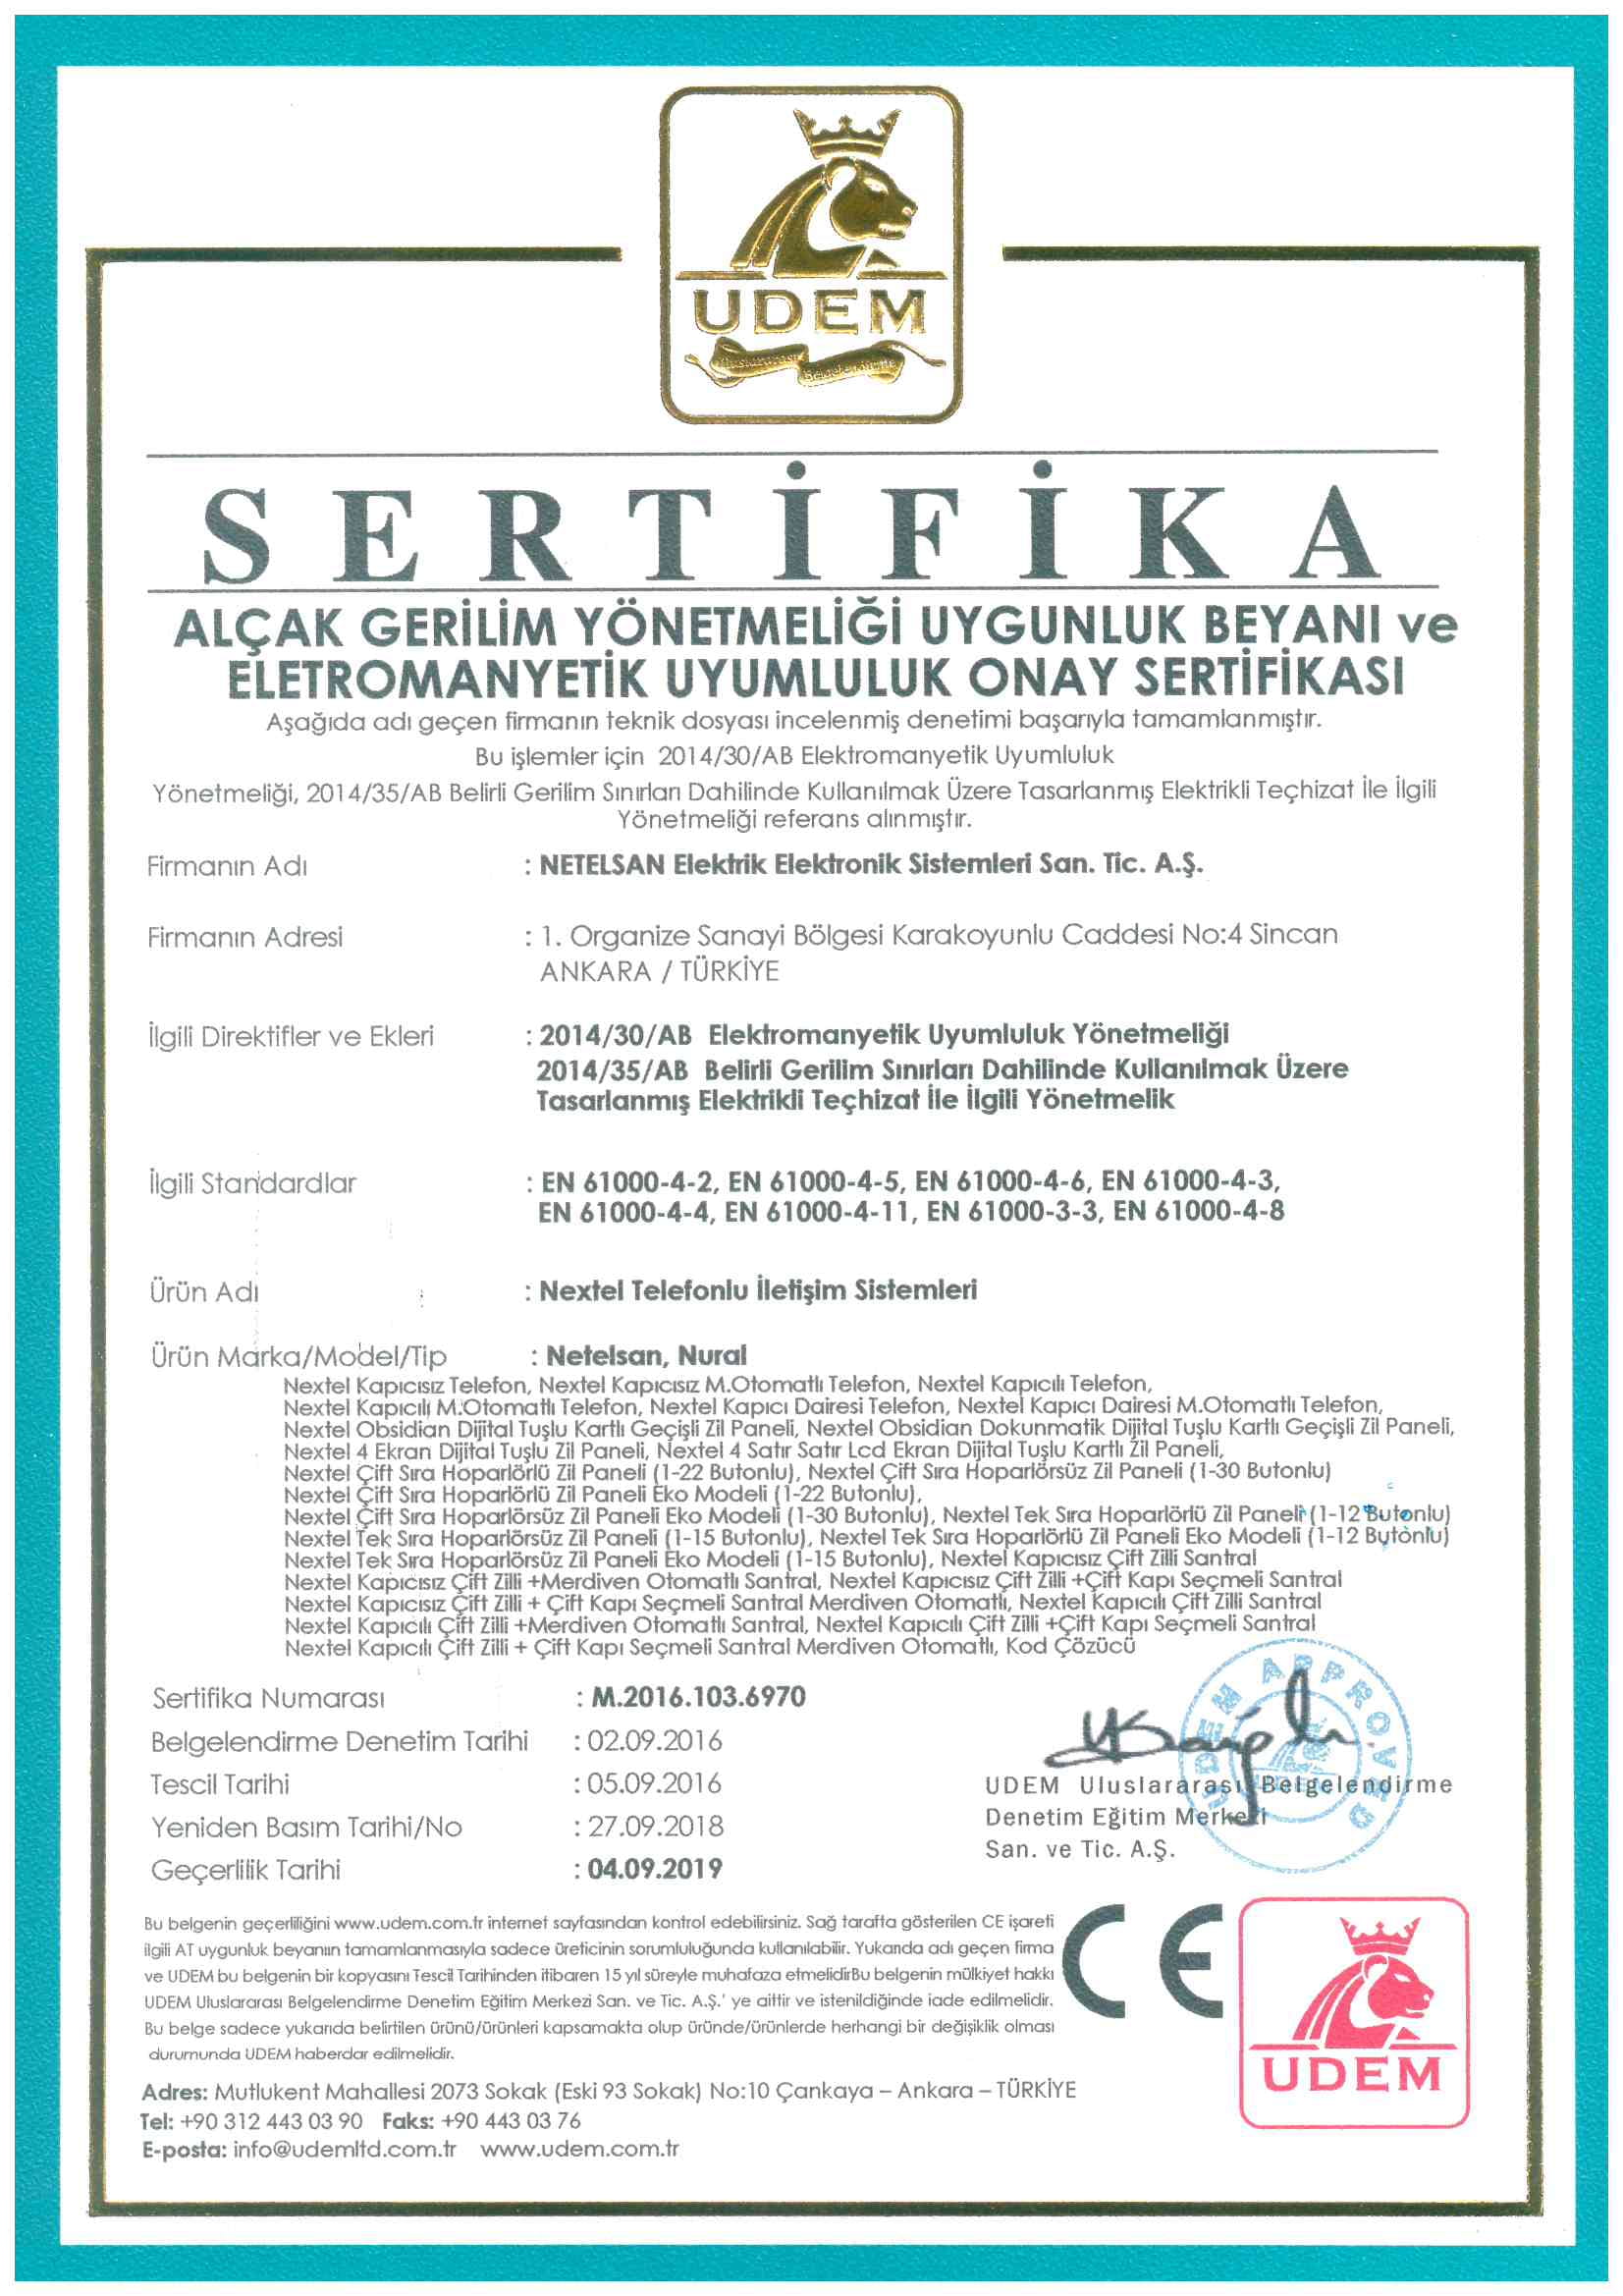 UDEM
Uluslararası
Belgelendirme
SERTİFİKA
ALÇAK GERİLİM YÖNETMELİĞİ UYGUNLUK BEYANI ve
ELETROMANYETİK UYUMLULUK ONAY SERTİFİKASI
Aşağıda adı geçen firmanın teknik dosyası incelenmiş denetimi başarıyla tamamlanmıştır.
Bu işlemler için 2014/30/AB Elektromanyetik Uyumluluk
Yönetmeliği, 2014/35/AB Belirli Gerilim Sınırları Dahilinde Kullanılmak Üzere Tasarlanmış Elektrikli Teçhizat İle İlgili
Yönetmeliği referans alınmıştır.
Firmanın Adı : NETELSAN Elektrik Elektronik Sistemleri San. Tic. A.Ş.
Firmanın Adresi : 1. Organize Sanayi Bölgesi Karakoyunlu Caddesi No:4 Sincan
ANKARA / TÜRKİYE
İlgili Direktifler ve Ekleri : 2014/30/AB Elektromanyetik Uyumluluk Yönetmeliği
2014/35/AB Belirli Gerilim Sınırları Dahilinde Kullanılmak Üzere
Tasarlanmış Elektrikli Teçhizat İle İlgili Yönetmelik
İlgili Standardlar : EN 61000-4-2, EN 61000-4-5, EN 61000-4-6, EN 61000-4-3,
EN 61000-4-4, EN 61000-4-11, EN 61000-3-3, EN 61000-4-8
Ürün Adı : Nextel Telefonlu İletişim Sistemleri
Ürün Marka/Model/Tip : Netelsan, Nural
Nextel Kapıcısız Telefon, Nextel Kapıcısız M.Otomatlı Telefon, Nextel Kapıcılı Telefon,
Nextel Kapıcılı M.Otomatlı Telefon, Nextel Kapıcı Dairesi Telefon, Nextel Kapıcı Dairesi M.Otomatlı Telefon,
Nextel Obsidian Dijital Tuşlu Kartlı Geçişli Zil Paneli, Nextel Obsidian Dokunmatik Dijital Tuşlu Kartlı Geçişli Zil Paneli,
Nextel 4 Ekran Dijital Tuşlu Zil Paneli, Nextel 4 Satır Satır Lcd Ekran Dijital Tuşlu Kartlı Zil Paneli,
Nextel Çift Sıra Hoparlörlü Zil Paneli (1-22 Butonlu), Nextel Çift Sıra Hoparlörsüz Zil Paneli (1-30 Butonlu)
Nextel Çift Sıra Hoparlörlü Zil Paneli Eko Modeli (1-22 Butonlu),
Nextel Çift Sıra Hoparlörsüz Zil Paneli Eko Modeli (1-30 Butonlu), Nextel Tek Sıra Hoparlörlü Zil Paneli (1-12 Butonlu)
Nextel Tek Sıra Hoparlörsüz Zil Paneli (1-15 Butonlu), Nextel Tek Sıra Hoparlörlü Zil Paneli Eko Modeli (1-12 Butonlu)
Nextel Tek Sıra Hoparlörsüz Zil Paneli Eko Modeli (1-15 Butonlu), Nextel Kapıcısız Çift Zilli Santral
Nextel Kapıcısız Çift Zilli +Merdiven Otomatlı Santral, Nextel Kapıcısız Çift Zilli +Çift Kapı Seçmeli Santral
Nextel Kapıcısız Çift Zilli + Çift Kapı Seçmeli Santral Merdiven Otomatlı, Nextel Kapıcılı Çift Zilli Santral
Nextel Kapıcılı Çift Zilli +Merdiven Otomatlı Santral, Nextel Kapıcılı Çift Zilli +Çift Kapı Seçmeli Santral
Nextel Kapıcılı Çift Zilli + Çift Kapı Seçmeli Santral Merdiven Otomatlı, Kod Çözücü
Sertifika Numarası : M.2016.103.6970
Belgelendirme Denetim Tarihi : 02.09.2016
Tescil Tarihi : 05.09.2016
Yeniden Basım Tarihi/No : 27.09.2018
Geçerlilik Tarihi : 04.09.2019
UDEM APPROVED
UDEM Uluslararası Belgelendirme
Denetim Eğitim Merkezi
San. ve Tic. A.Ş.
Bu belgenin geçerliliğini www.udem.com.tr internet sayfasından kontrol edebilirsiniz. Sağ tarafta gösterilen CE işareti
ilgili AT uygunluk beyanıın tamamlanmasıyla sadece üreticinin sorumluluğunda kullanılabilir. Yukarıda adı geçen firma
ve UDEM bu belgenin bir kopyasını Tescil Tarihinden itibaren 15 yıl süreyle muhafaza etmelidirBu belgenin mülkiyet hakkı
UDEM Uluslararası Belgelendirme Denetim Eğitim Merkezi San. ve Tic. A.Ş.' ye aittir ve istenildiğinde iade edilmelidir.
Bu belge sadece yukarıda belirtilen ürünü/ürünleri kapsamakta olup üründe/ürünlerde herhangi bir değişiklik olması
durumunda UDEM haberdar edilmelidir.
CE
UDEM
Adres: Mutlukent Mahallesi 2073 Sokak (Eski 93 Sokak) No:10 Çankaya – Ankara – TÜRKİYE
Tel: +90 312 443 03 90 Faks: +90 443 03 76
E-posta: info@udemltd.com.tr www.udem.com.tr